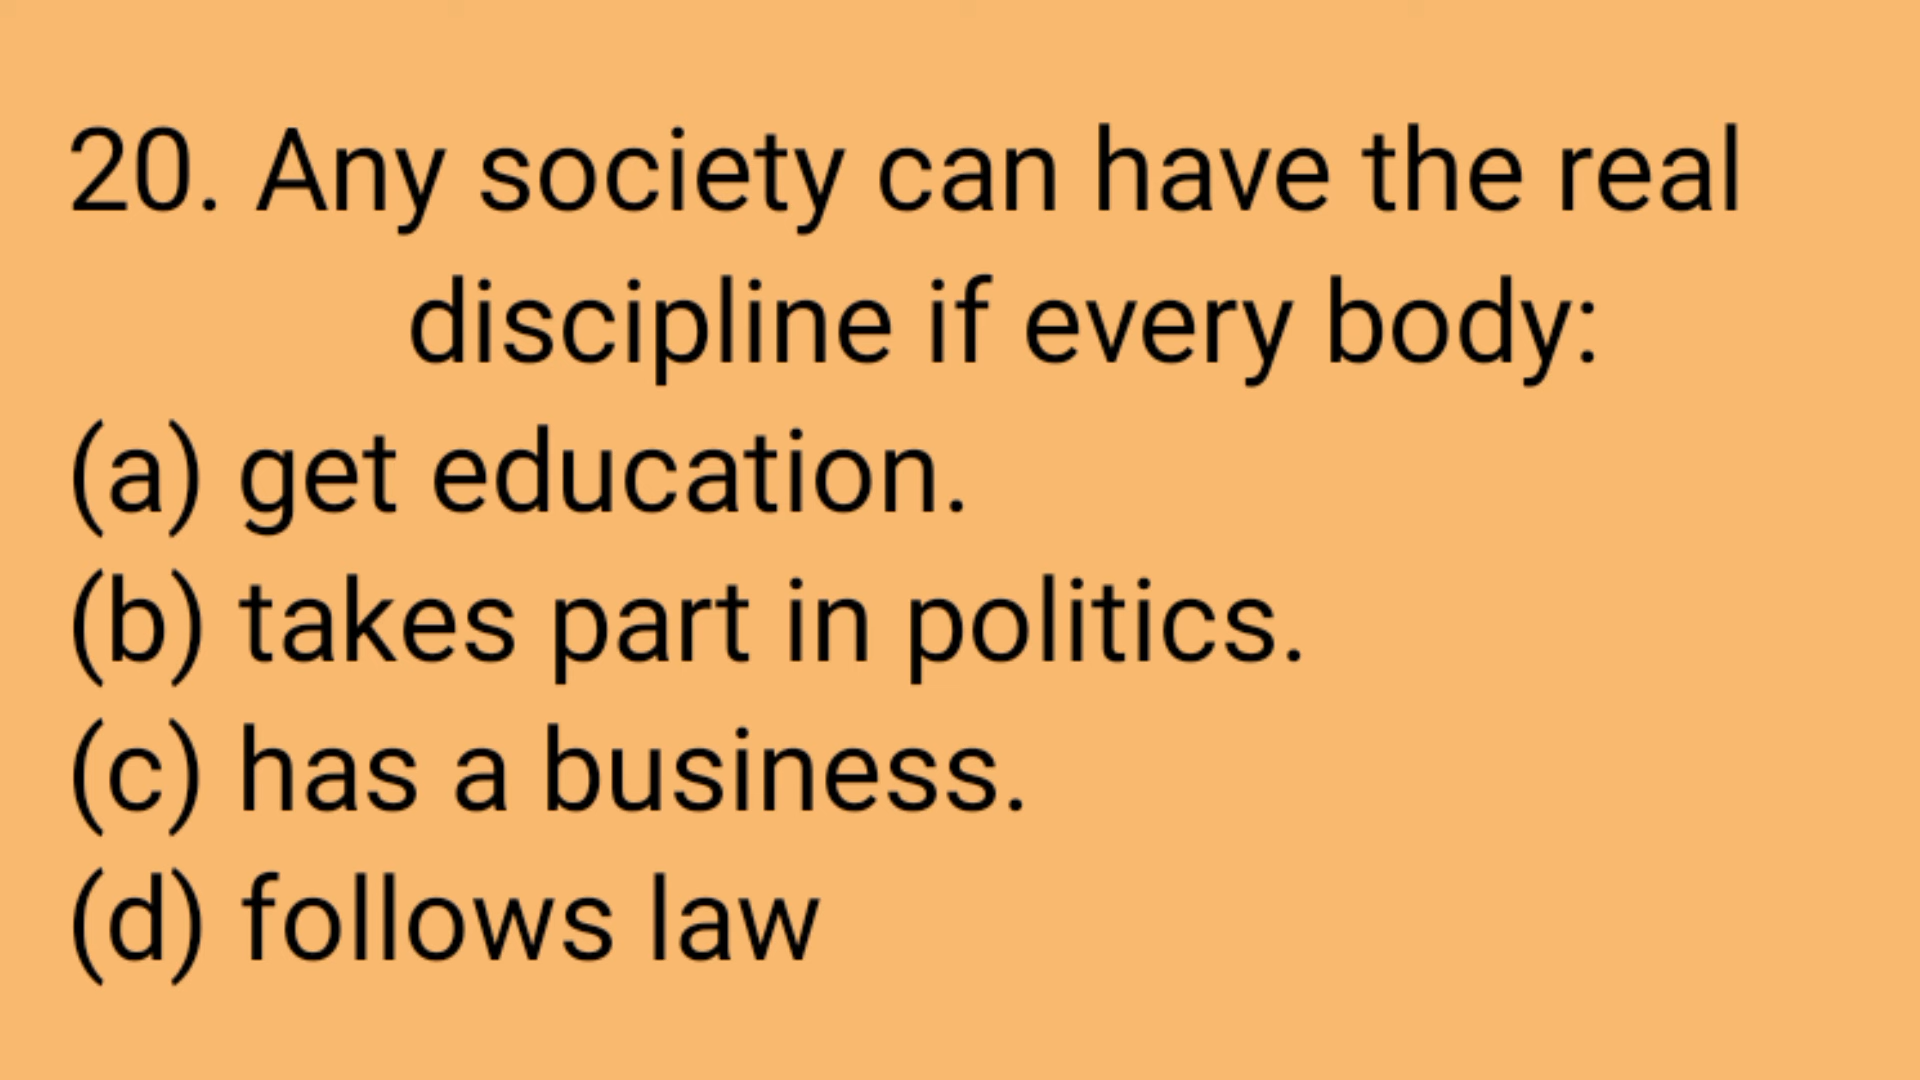 20. Any society can have the real
discipline if every body:
(a) get education.
(b) takes part in politics.
(c) has a business.
(d) follows law